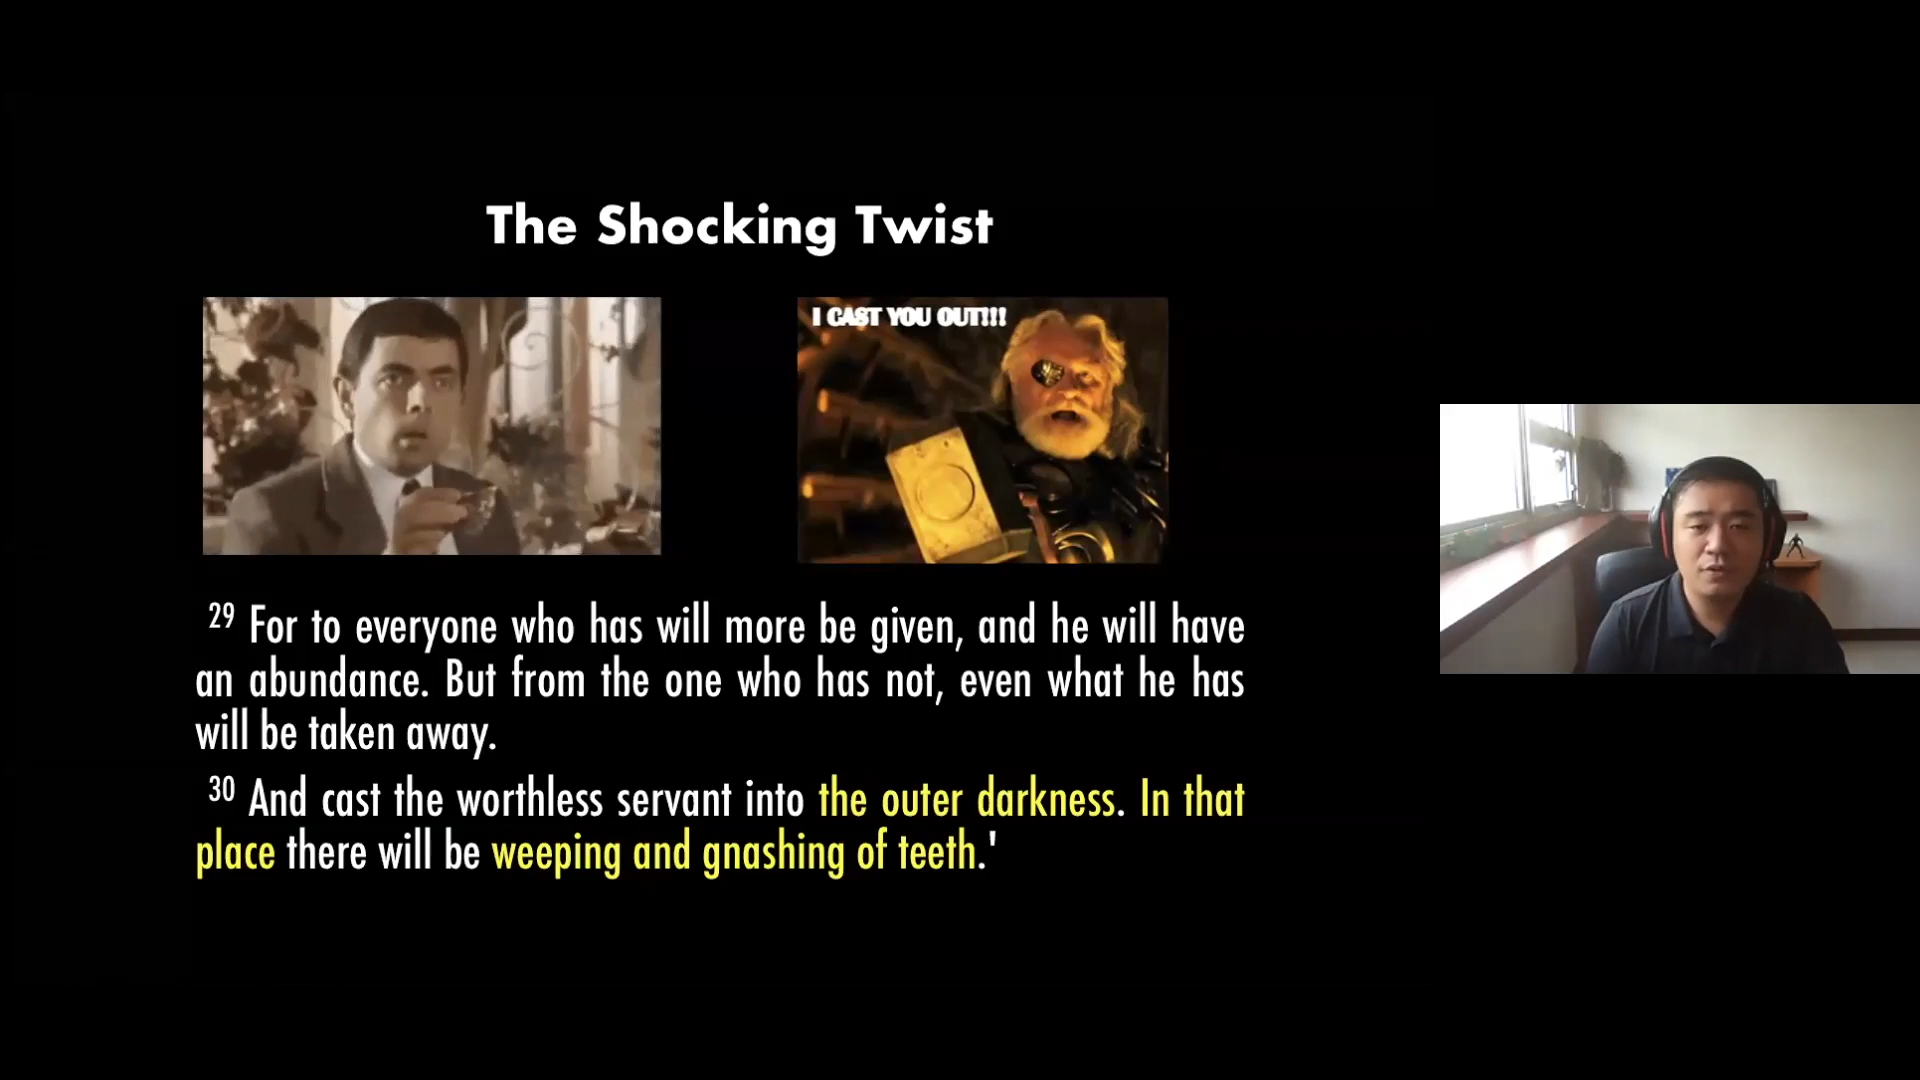 The Shocking Twist
I CAST YOU OUT!!!
29 For to everyone who has will more be given, and he will have
an abundance. But from the one who has not, even what he has
will be taken away.
30 And cast the worthless servant into the outer darkness. In that
place there will be weeping and gnashing of teeth.'